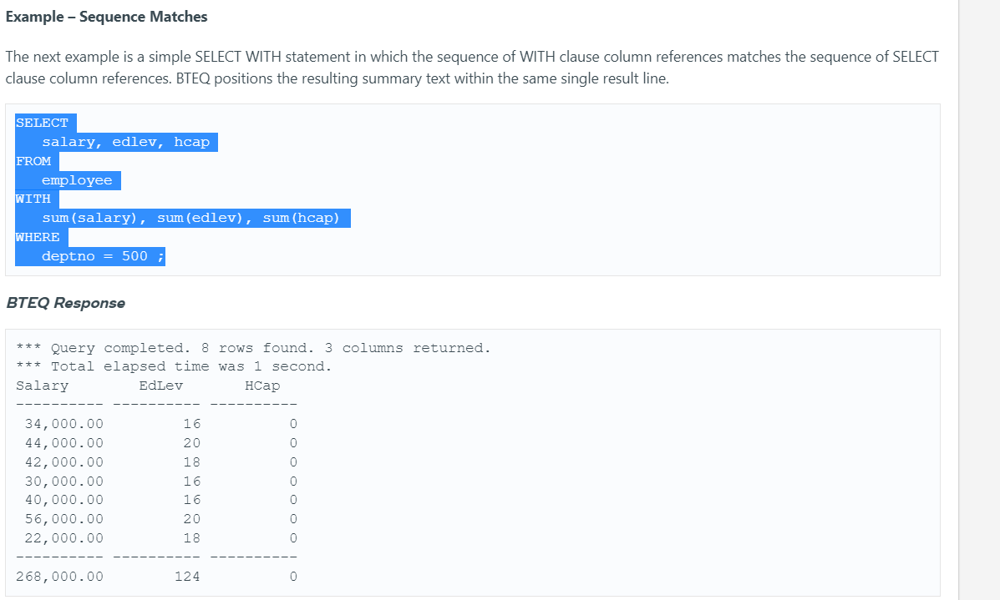 Example – Sequence Matches
The next example is a simple SELECT WITH statement in which the sequence of WITH clause column references matches the sequence of SELECT
clause column references. BTEQ positions the resulting summary text within the same single result line.
SELECT
   salary, edlev, hcap
FROM
   employee
WITH
   sum(salary), sum(edlev), sum(hcap)
WHERE
   deptno = 500 ;
BTEQ Response
*** Query completed. 8 rows found. 3 columns returned.
*** Total elapsed time was 1 second.
Salary        EdLev       HCap
---------- ---------- ----------
 34,000.00         16          0
 44,000.00         20          0
 42,000.00         18          0
 30,000.00         16          0
 40,000.00         16          0
 56,000.00         20          0
 22,000.00         18          0
---------- ---------- ----------
268,000.00        124          0